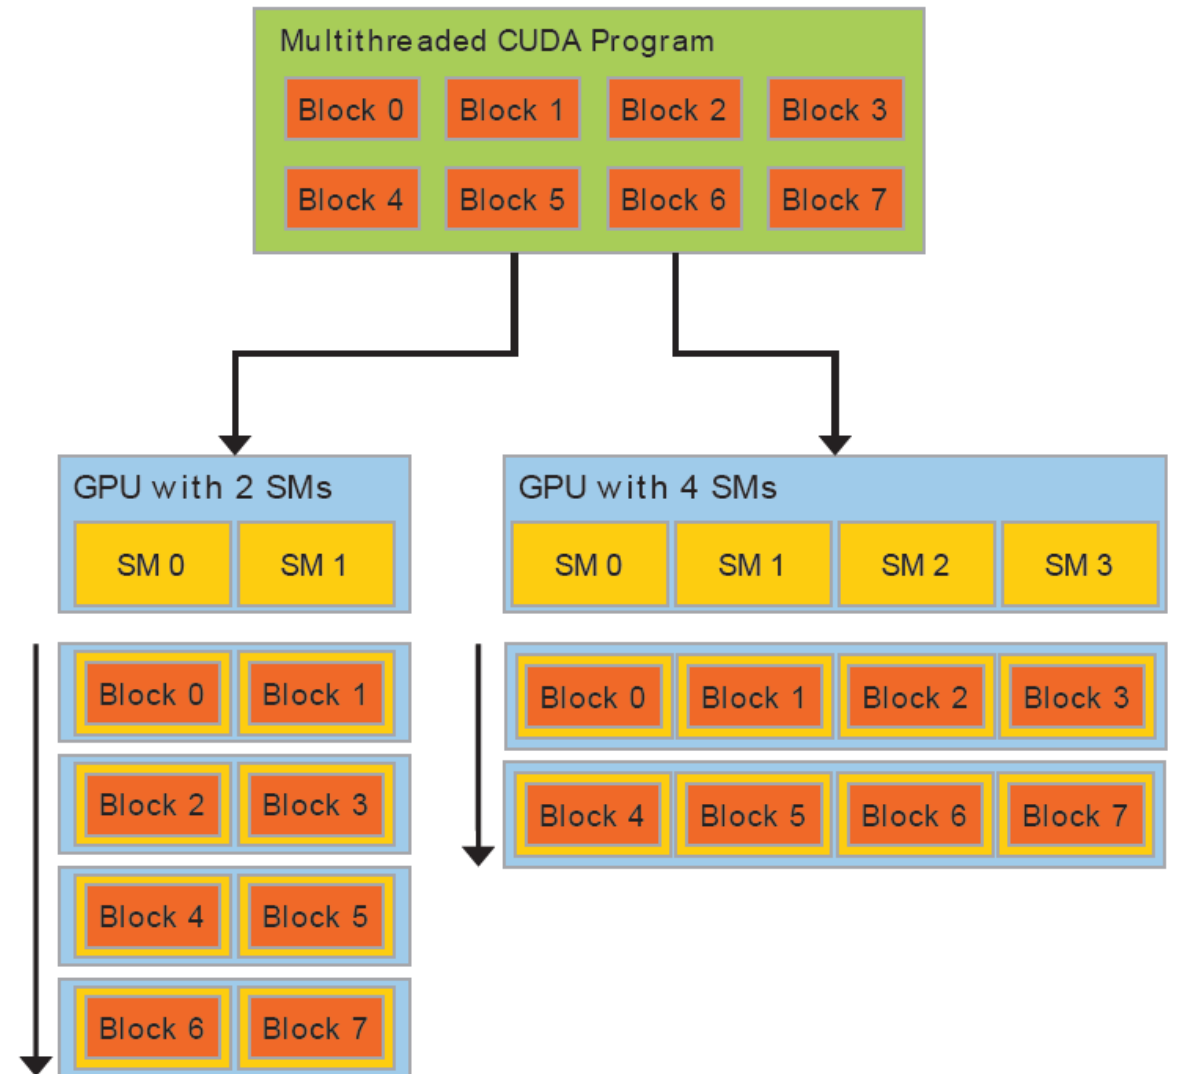 Multithreaded CUDA Program
Block 0 Block 1 Block 2 Block 3
Block 4 Block 5 Block 6 Block 7
GPU with 2 SMs
SM 0 SM 1
Block 0 Block 1
Block 2 Block 3
Block 4 Block 5
Block 6 Block 7
GPU with 4 SMs
SM 0 SM 1 SM 2 SM 3
Block 0 Block 1 Block 2 Block 3
Block 4 Block 5 Block 6 Block 7